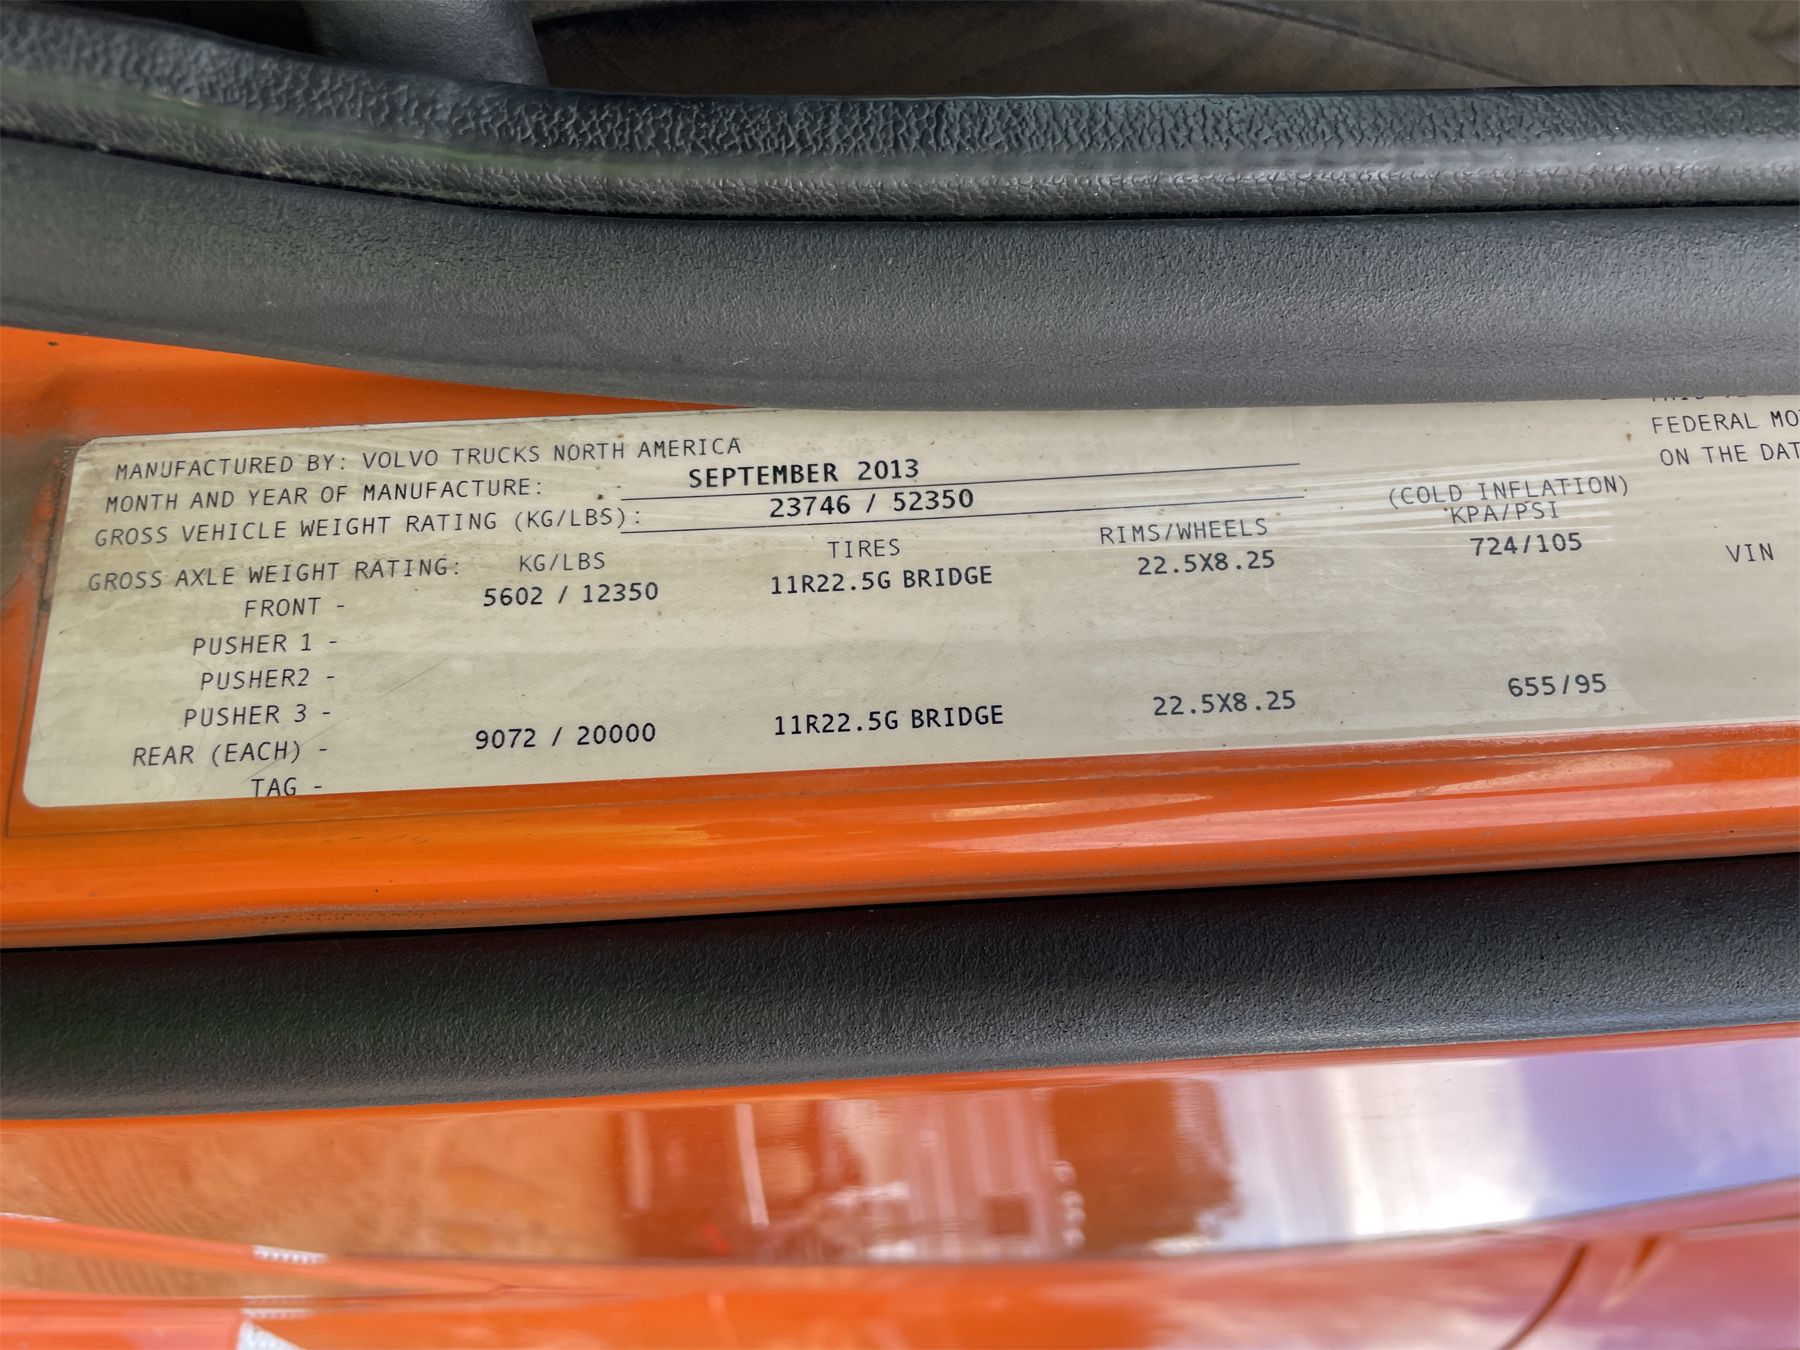 MANUFACTURED BY: VOLVO TRUCKS NORTH AMERICA
MONTH AND YEAR OF MANUFACTURE: SEPTEMBER 2013
GROSS VEHICLE WEIGHT RATING (KG/LBS): 23746 / 52350
GROSS AXLE WEIGHT RATING: KG/LBS TIRES RIMS/WHEELS (COLD INFLATION) KPA/PSI
FRONT - 5602 / 12350 11R22.5G BRIDGE 22.5X8.25 724/105
PUSHER 1 -
PUSHER2 -
PUSHER 3 -
REAR (EACH) - 9072 / 20000 11R22.5G BRIDGE 22.5X8.25 655/95
TAG -
FEDERAL MO
ON THE DAT
VIN